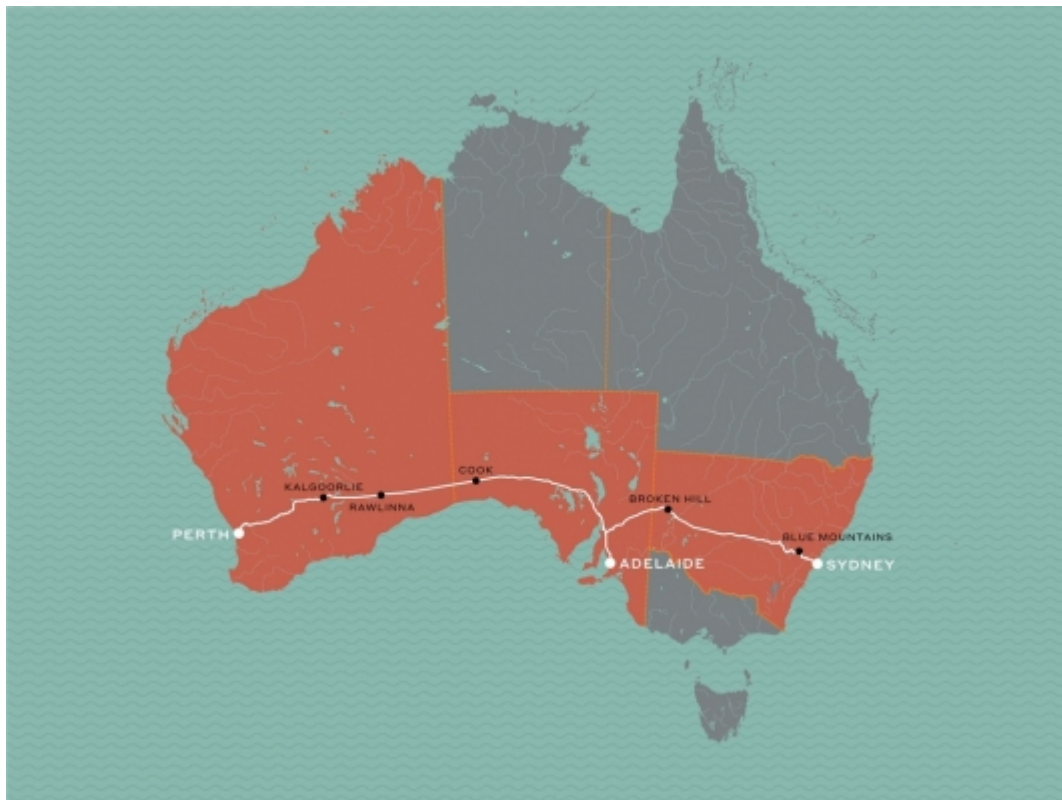 COOK
KALGOORLIE
RAWLINNA
BROKEN HILL
PERTH
BLUE MOUNTAINS
ADELAIDE
SYDNEY